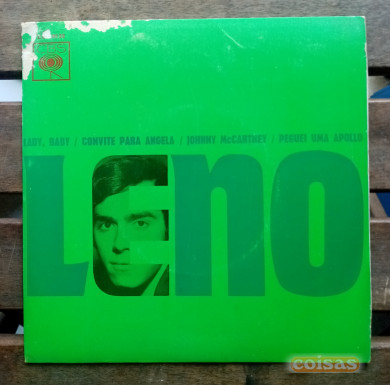 LADY, BABY / CONVITE PARA ANGELA / JOHNNY McCARTNEY / PEGUEI UMA APOLLO
LENO
coisas